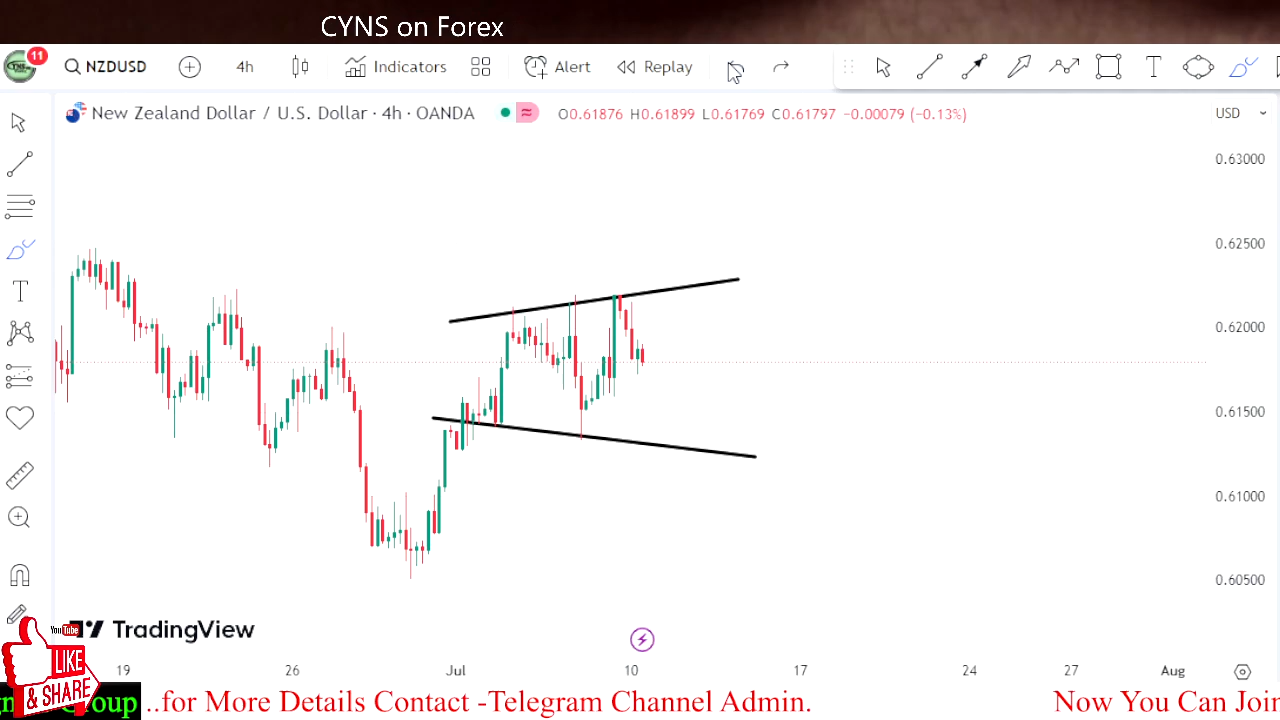 CYNS on Forex
11
NZDUSD
4h
Indicators
Alert
Replay
New Zealand Dollar / U.S. Dollar · 4h · OANDA
O0.61876 H0.61899 L0.61769 C0.61797 −0.00079 (−0.13%)
USD
0.63000
0.62500
0.62000
0.61500
0.61000
0.60500
TradingView
YouTube
LIKE
& SHARE
19
26
Jul
10
17
24
27
Aug
Group
..for More Details Contact -Telegram Channel Admin.
Now You Can Join